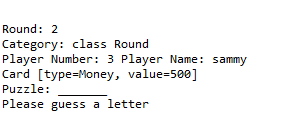 Round: 2
Category: class Round
Player Number: 3 Player Name: sammy
Card [type=Money, value=500]
Puzzle: _______
Please guess a letter